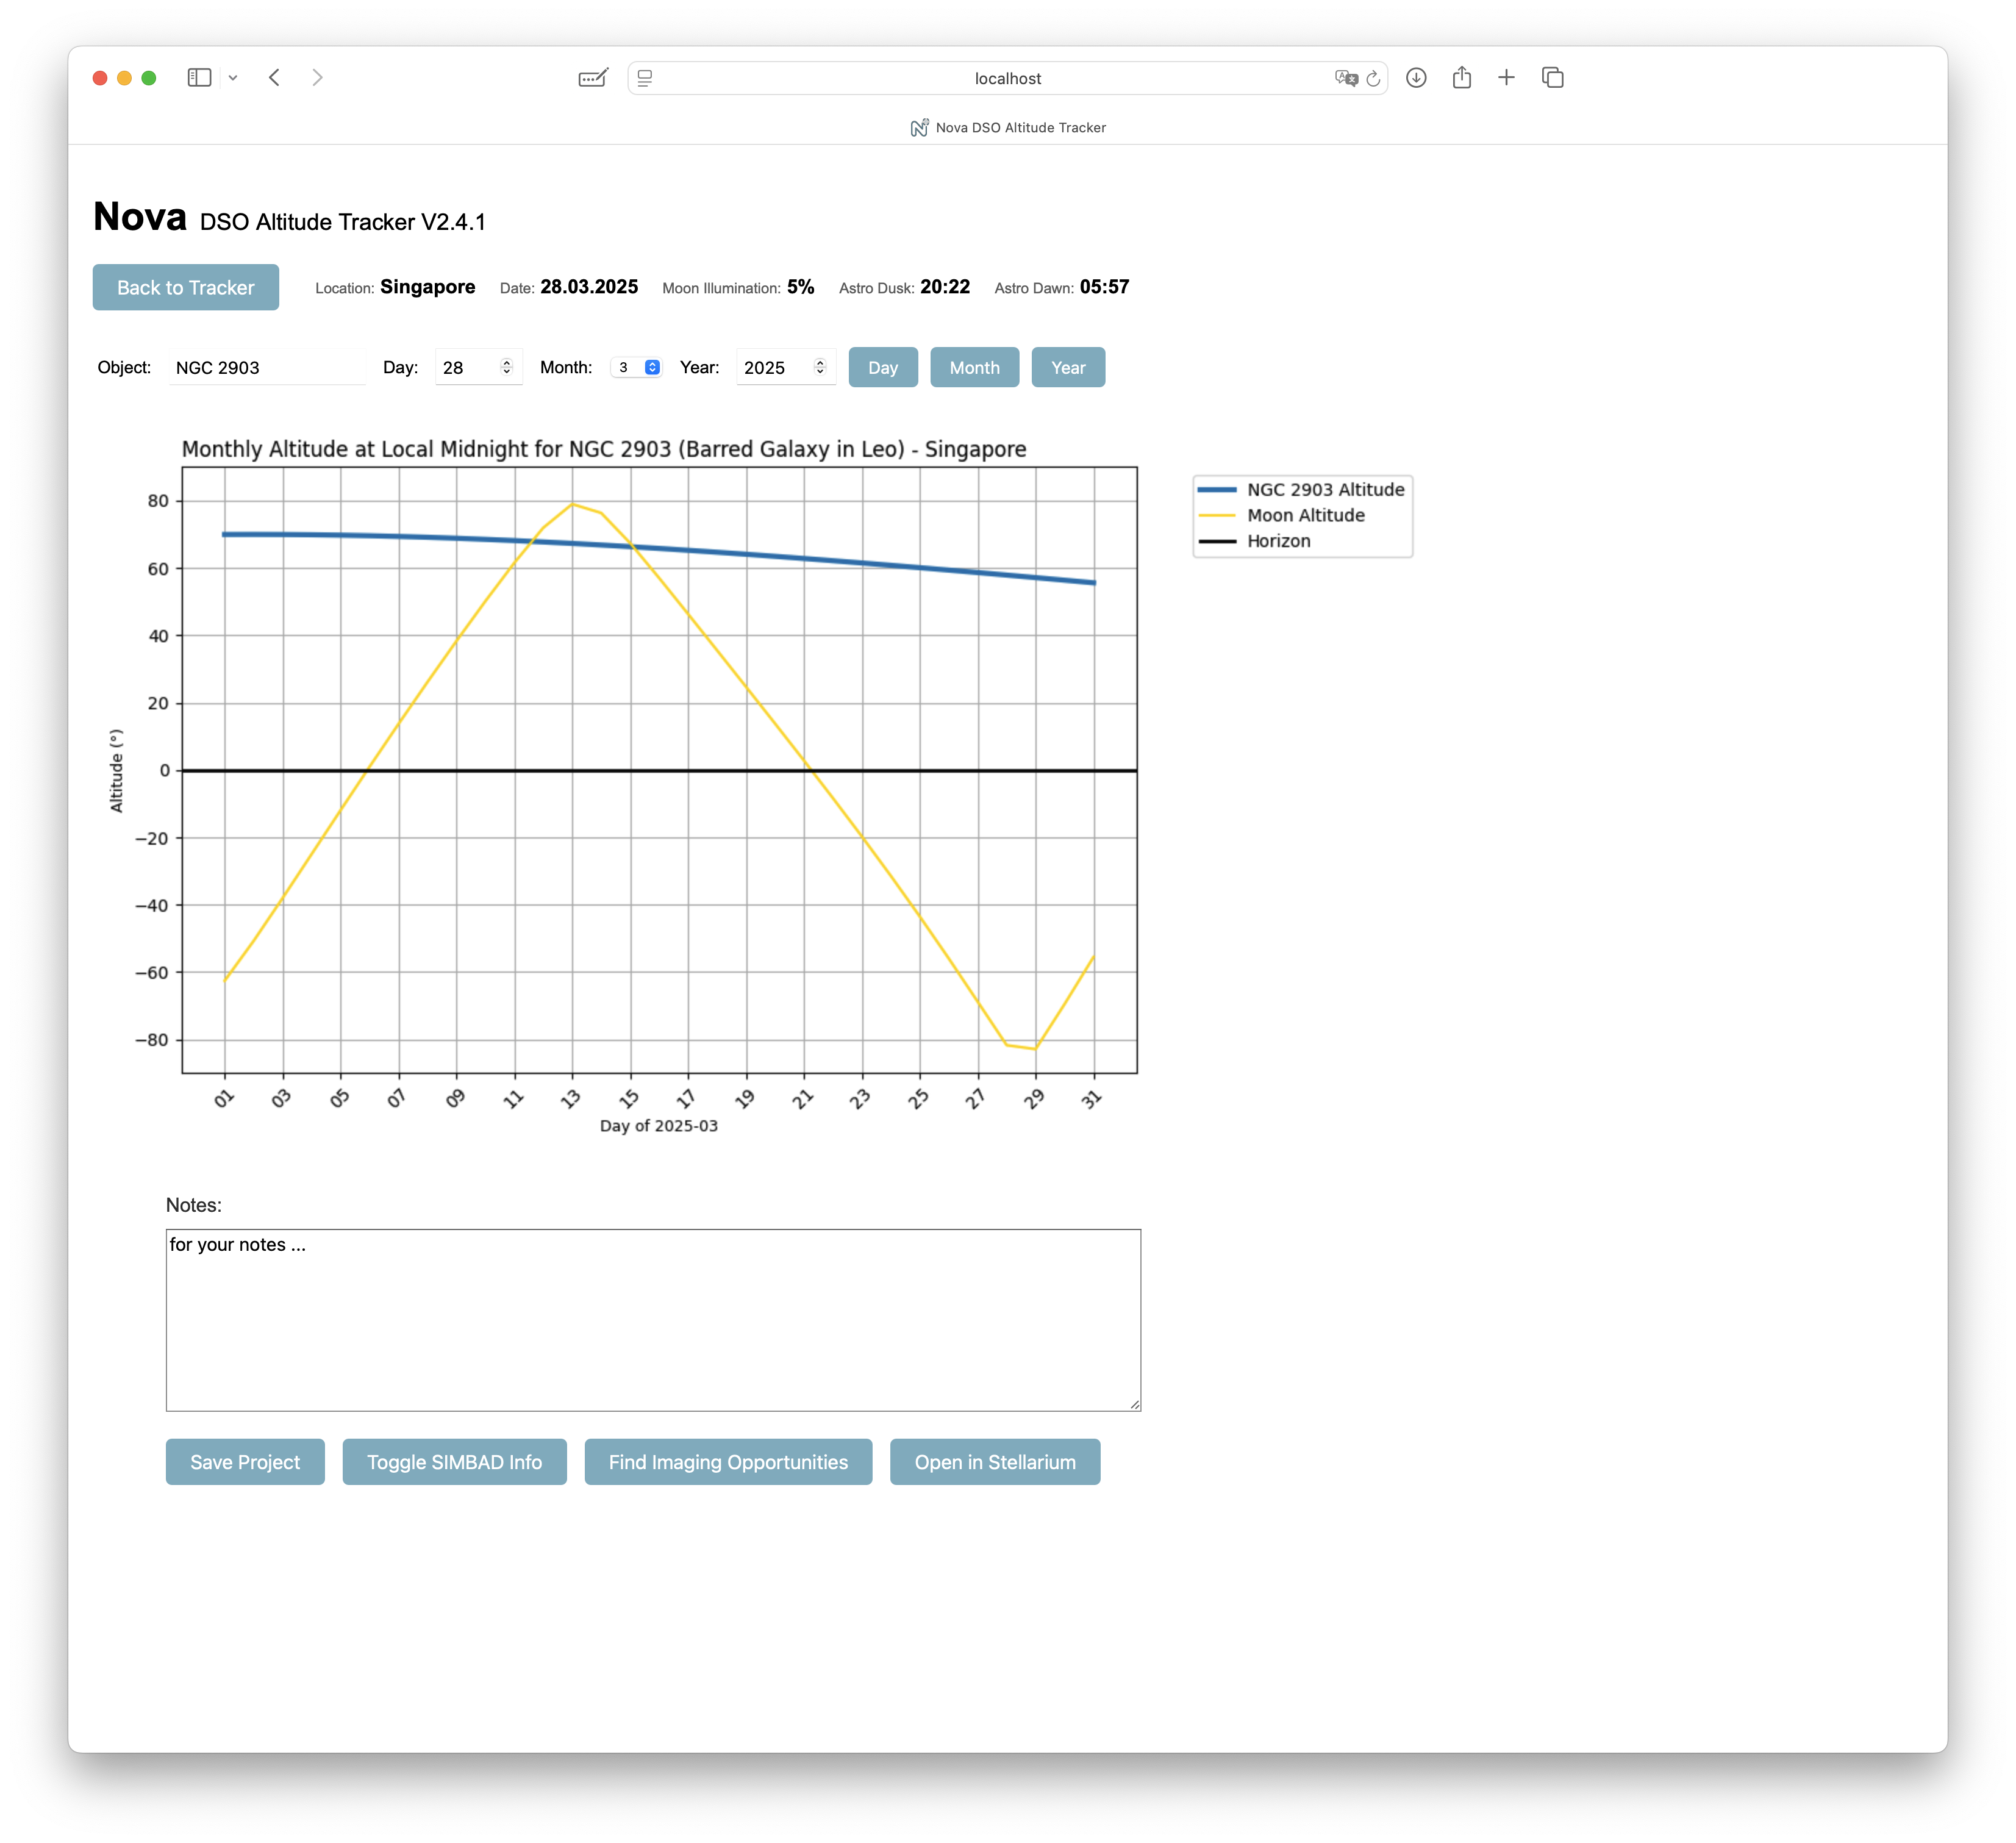 localhost
Nova DSO Altitude Tracker
Nova DSO Altitude Tracker V2.4.1
Back to Tracker Location: Singapore Date: 28.03.2025 Moon Illumination: 5% Astro Dusk: 20:22 Astro Dawn: 05:57
Object: NGC 2903 Day: 28 Month: 3 Year: 2025 Day Month Year
Monthly Altitude at Local Midnight for NGC 2903 (Barred Galaxy in Leo) - Singapore
NGC 2903 Altitude
Moon Altitude
Horizon
Altitude (°)
80
60
40
20
0
−20
−40
−60
−80
01 03 05 07 09 11 13 15 17 19 21 23 25 27 29 31
Day of 2025-03
Notes:
for your notes ...
Save Project Toggle SIMBAD Info Find Imaging Opportunities Open in Stellarium